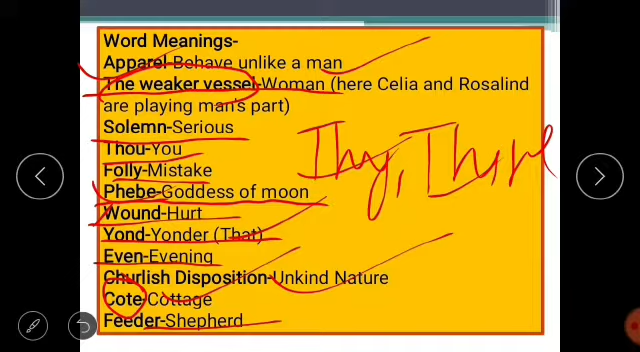 Word Meanings-
Apparel-Behave unlike a man
The weaker vessel-Woman (here Celia and Rosalind
are playing man's part)
Solemn-Serious
Thou-You
Folly-Mistake
Phebe-Goddess of moon
Wound-Hurt
Yond-Yonder (That)
Even-Evening
Churlish Disposition-Unkind Nature
Cote-Cottage
Feeder-Shepherd
Thy, Thine